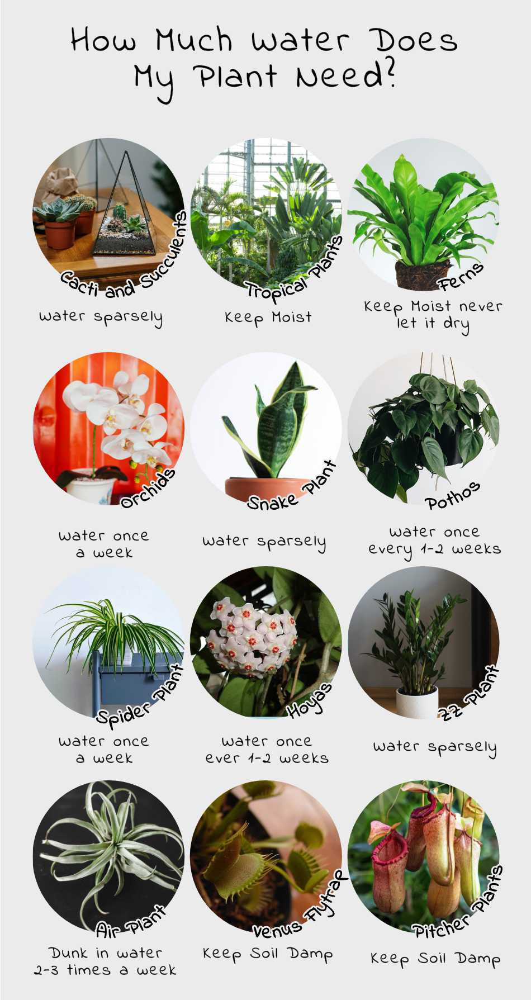 How Much Water Does
My Plant Need?
Cacti and Succulents
Water sparsely
Tropical Plants
Keep Moist
Ferns
Keep Moist never
let it dry
Orchids
Water once
a week
Snake Plant
Water sparsely
Pothos
Water once
every 1-2 weeks
Spider Plant
Water once
a week
Hoyas
Water once
ever 1-2 weeks
ZZ PLant
Water sparsely
Air Plant
Dunk in water
2-3 times a week
Venus Flytrap
Keep Soil Damp
Pitcher Plants
Keep Soil Damp